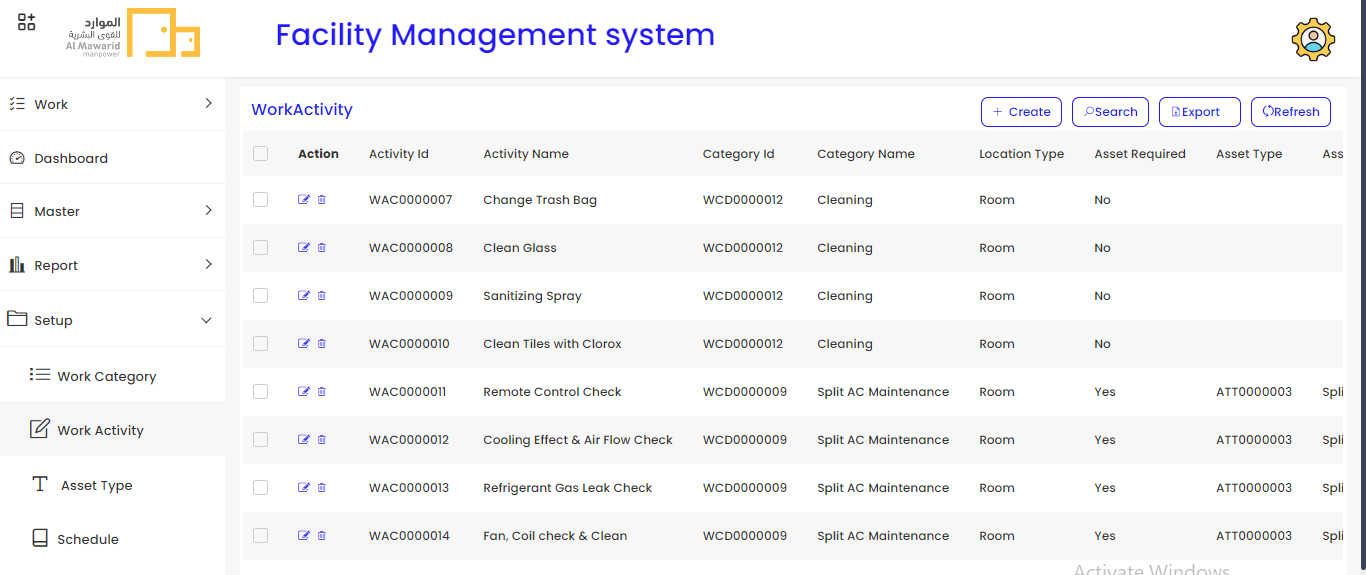 الموارد
للقوى البشرية
Al Mawarid
manpower
Facility Management system
Work
Dashboard
Master
Report
Setup
Work Category
Work Activity
Asset Type
Schedule
WorkActivity
+ Create
Search
Export
Refresh
Action Activity Id Activity Name Category Id Category Name Location Type Asset Required Asset Type Ass
WAC0000007 Change Trash Bag WCD0000012 Cleaning Room No
WAC0000008 Clean Glass WCD0000012 Cleaning Room No
WAC0000009 Sanitizing Spray WCD0000012 Cleaning Room No
WAC0000010 Clean Tiles with Clorox WCD0000012 Cleaning Room No
WAC0000011 Remote Control Check WCD0000009 Split AC Maintenance Room Yes ATT0000003 Spli
WAC0000012 Cooling Effect & Air Flow Check WCD0000009 Split AC Maintenance Room Yes ATT0000003 Spli
WAC0000013 Refrigerant Gas Leak Check WCD0000009 Split AC Maintenance Room Yes ATT0000003 Spli
WAC0000014 Fan, Coil check & Clean WCD0000009 Split AC Maintenance Room Yes ATT0000003 Spli
Activate Windows